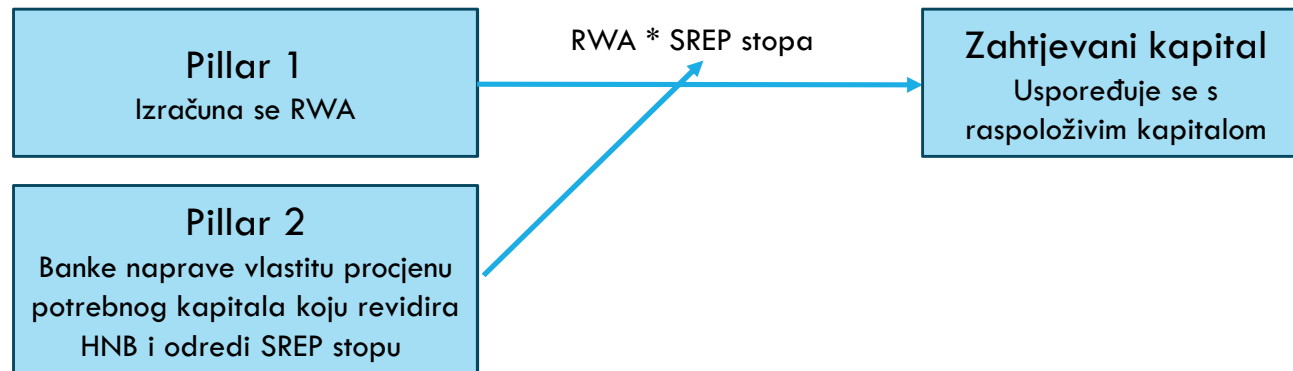 Pillar 1
Izračuna se RWA
RWA * SREP stopa
Zahtjevani kapital
Uspoređuje se s
raspoloživim kapitalom
Pillar 2
Banke naprave vlastitu procjenu
potrebnog kapitala koju revidira
HNB i odredi SREP stopu